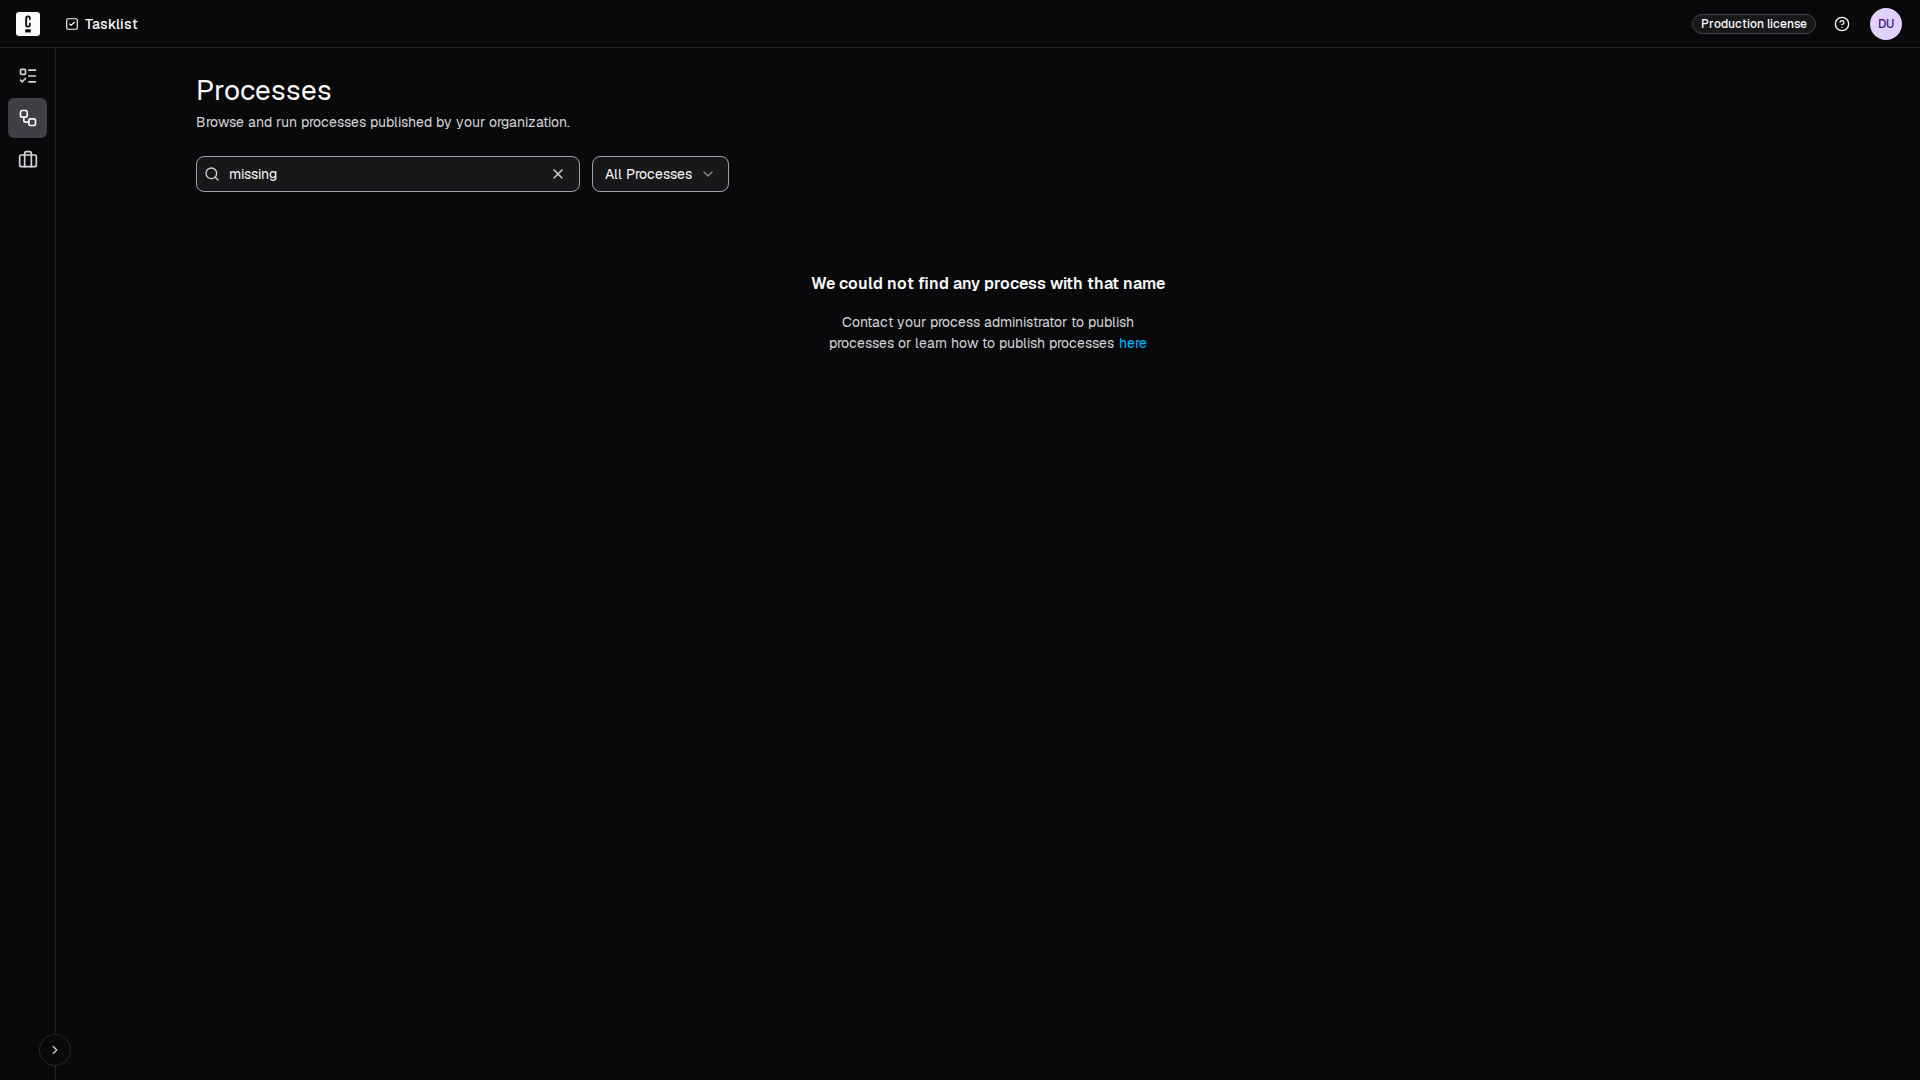 Tasklist
Production license
DU
Processes
Browse and run processes published by your organization.
missing
All Processes
We could not find any process with that name
Contact your process administrator to publish
processes or learn how to publish processes here